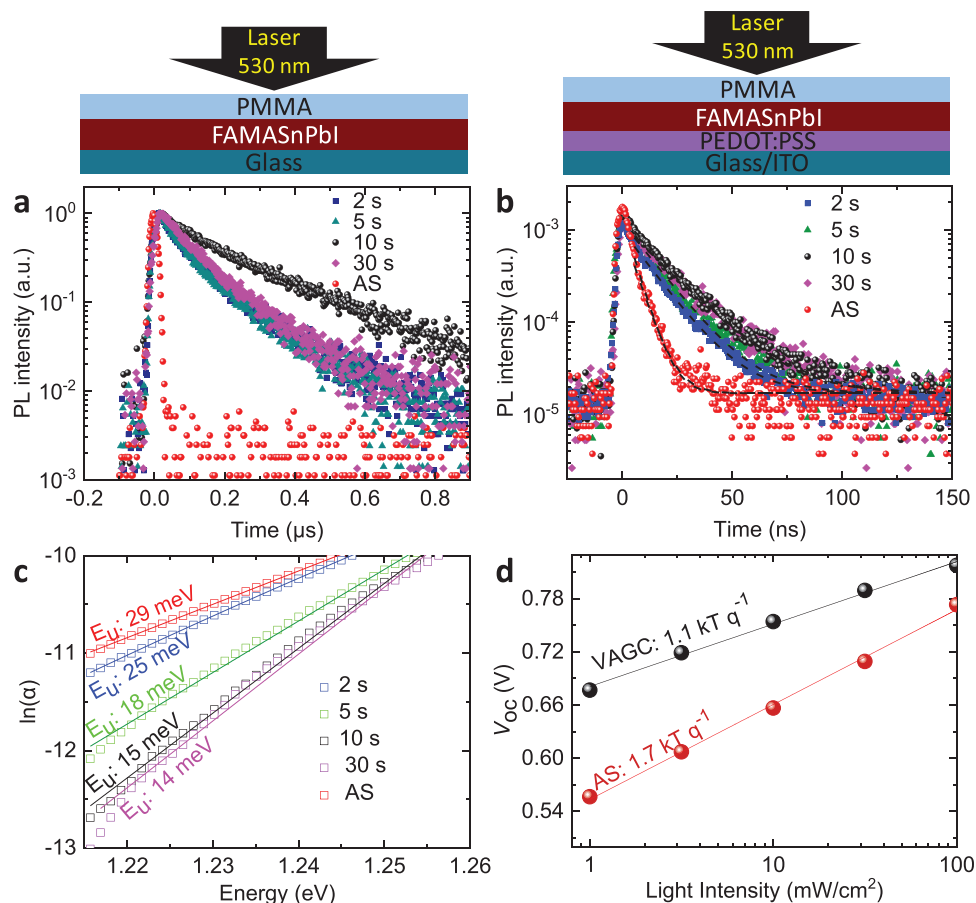 Laser
530 nm
PMMA
FAMASnPbI
Glass
Laser
530 nm
PMMA
FAMASnPbI
PEDOT:PSS
Glass/ITO
a
10⁰
10⁻¹
10⁻²
10⁻³
PL intensity (a.u.)
2 s
5 s
10 s
30 s
AS
-0.2 0.0 0.2 0.4 0.6 0.8
Time (µs)
b
10⁻³
10⁻⁴
10⁻⁵
PL intensity (a.u.)
2 s
5 s
10 s
30 s
AS
0 50 100 150
Time (ns)
c
-10
-11
-12
-13
ln(α)
Eᵤ: 29 meV
Eᵤ: 25 meV
Eᵤ: 18 meV
Eᵤ: 15 meV
Eᵤ: 14 meV
2 s
5 s
10 s
30 s
AS
1.22 1.23 1.24 1.25 1.26
Energy (eV)
d
0.78
0.72
0.66
0.60
0.54
V_OC (V)
VAGC: 1.1 kT q⁻¹
AS: 1.7 kT q⁻¹
1 10 100
Light Intensity (mW/cm²)